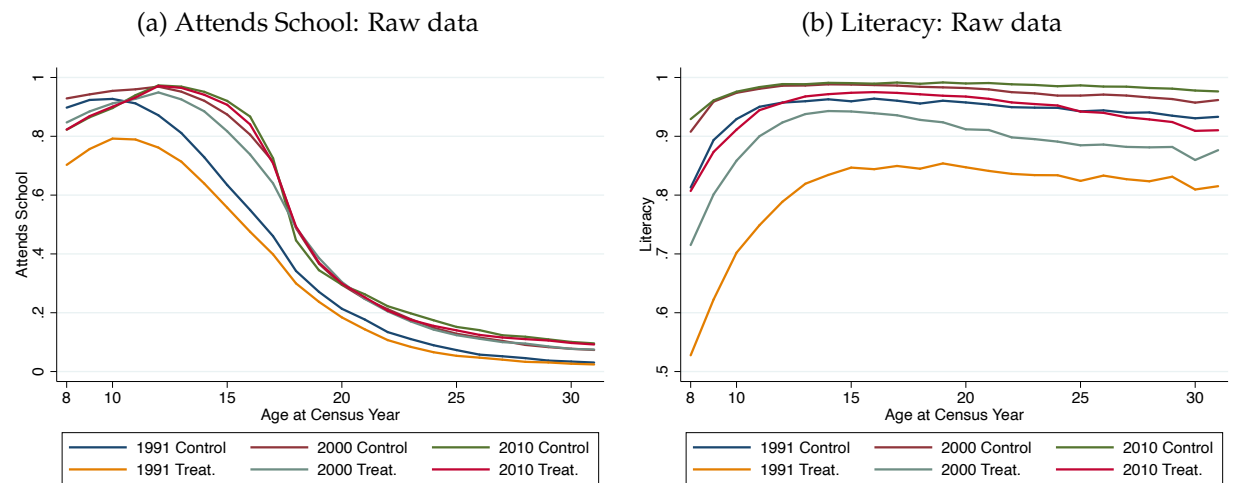 (a) Attends School: Raw data
Attends School
1
.8
.6
.4
.2
0
8
10
15
20
25
30
Age at Census Year
1991 Control
2000 Control
2010 Control
1991 Treat.
2000 Treat.
2010 Treat.
(b) Literacy: Raw data
Literacy
1
.9
.8
.7
.6
.5
8
10
15
20
25
30
Age at Census Year
1991 Control
2000 Control
2010 Control
1991 Treat.
2000 Treat.
2010 Treat.